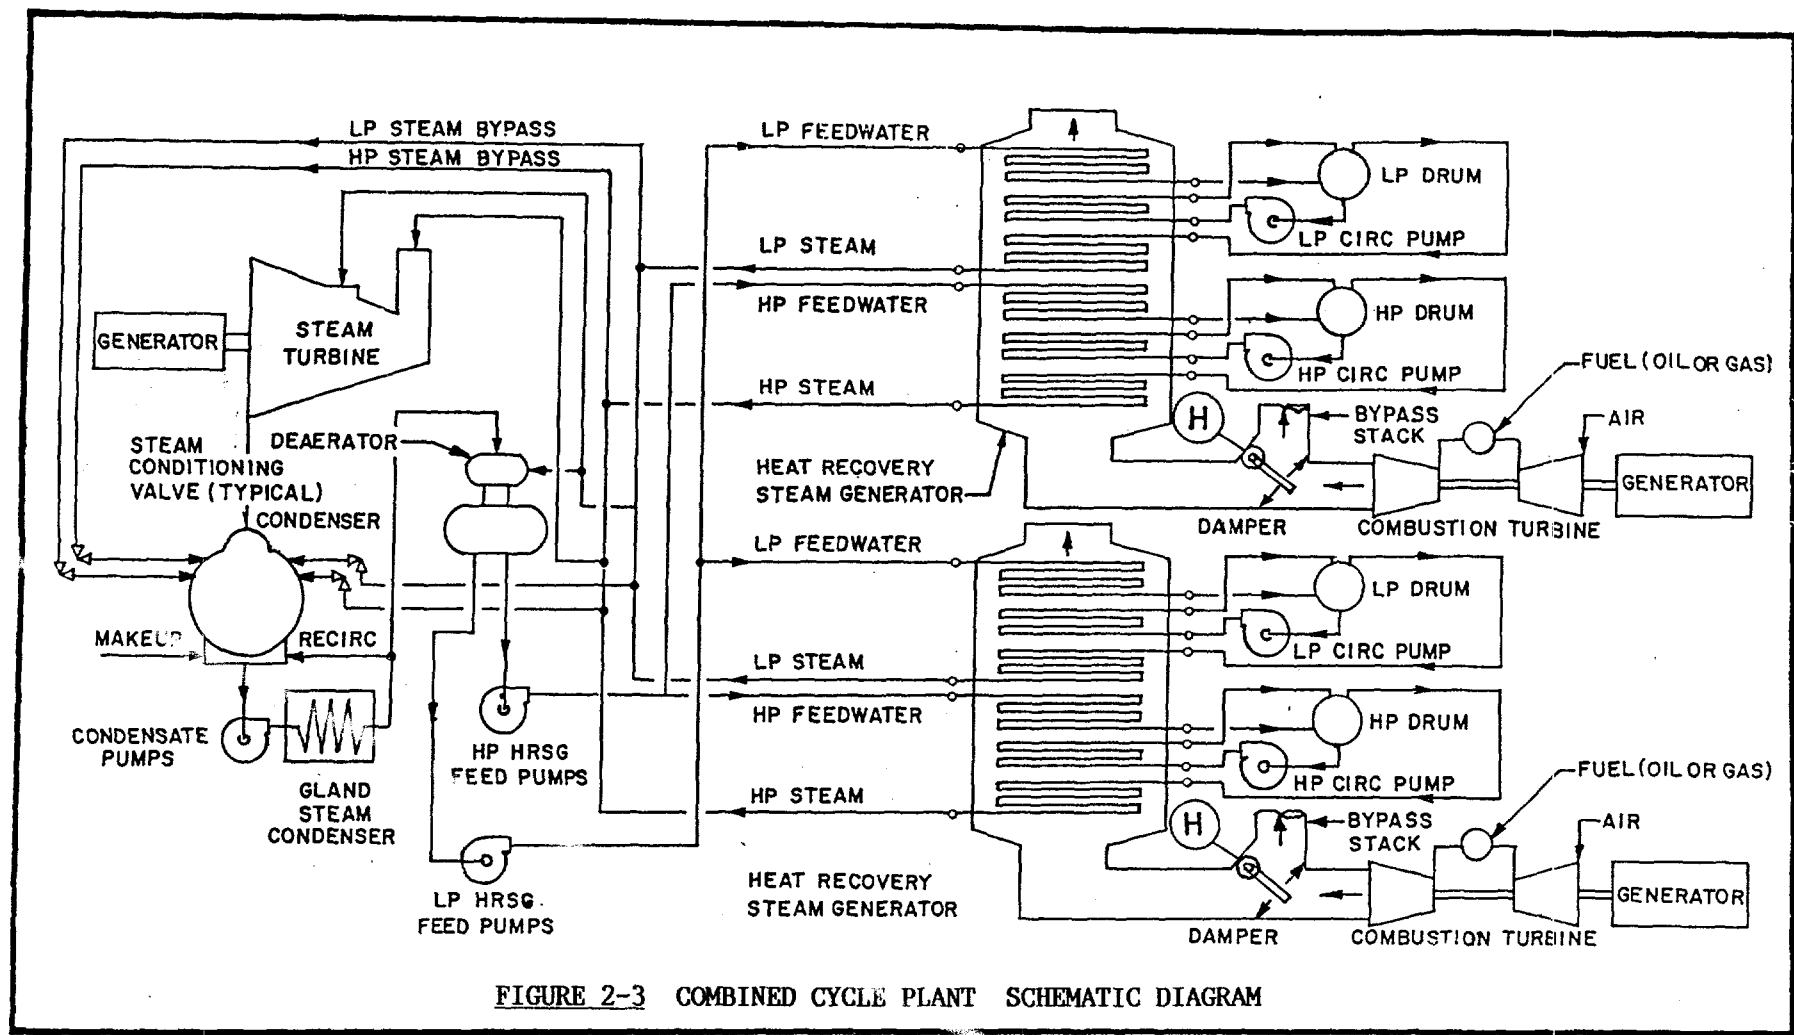 LP STEAM BYPASS
HP STEAM BYPASS
GENERATOR
STEAM
TURBINE
STEAM
CONDITIONING
VALVE (TYPICAL)
DEAERATOR
CONDENSER
MAKEUP
RECIRC
CONDENSATE
PUMPS
GLAND
STEAM
CONDENSER
HP HRSG
FEED PUMPS
LP HRSG
FEED PUMPS
LP FEEDWATER
LP STEAM
HP FEEDWATER
HP STEAM
HEAT RECOVERY
STEAM GENERATOR
LP DRUM
LP CIRC PUMP
HP DRUM
HP CIRC PUMP
FUEL (OIL OR GAS)
H
BYPASS
STACK
AIR
GENERATOR
DAMPER
COMBUSTION TURBINE
LP FEEDWATER
LP STEAM
HP FEEDWATER
HP STEAM
HEAT RECOVERY
STEAM GENERATOR
LP DRUM
LP CIRC PUMP
HP DRUM
HP CIRC PUMP
FUEL (OIL OR GAS)
H
BYPASS
STACK
AIR
GENERATOR
DAMPER
COMBUSTION TURBINE
FIGURE 2-3 COMBINED CYCLE PLANT SCHEMATIC DIAGRAM